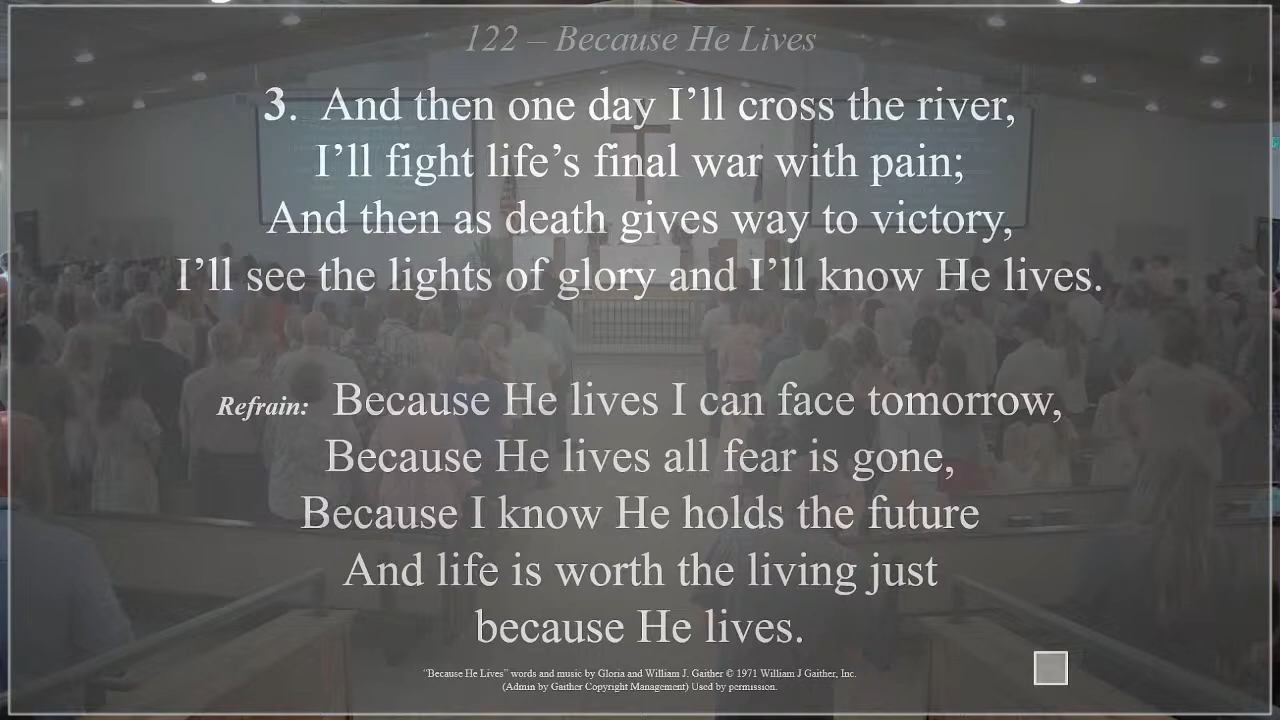 122 – Because He Lives
3. And then one day I’ll cross the river,
I’ll fight life’s final war with pain;
And then as death gives way to victory,
I’ll see the lights of glory and I’ll know He lives.
Refrain: Because He lives I can face tomorrow,
Because He lives all fear is gone,
Because I know He holds the future
And life is worth the living just
because He lives.
“Because He Lives” words and music by Gloria and William J. Gaither © 1971 William J Gaither, Inc.
(Admin by Gaither Copyright Management) Used by permission.